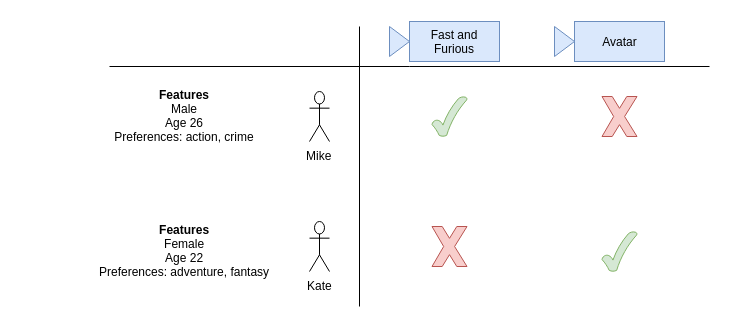 Fast and
Furious
Avatar
Features
Male
Age 26
Preferences: action, crime
Mike
Features
Female
Age 22
Preferences: adventure, fantasy
Kate